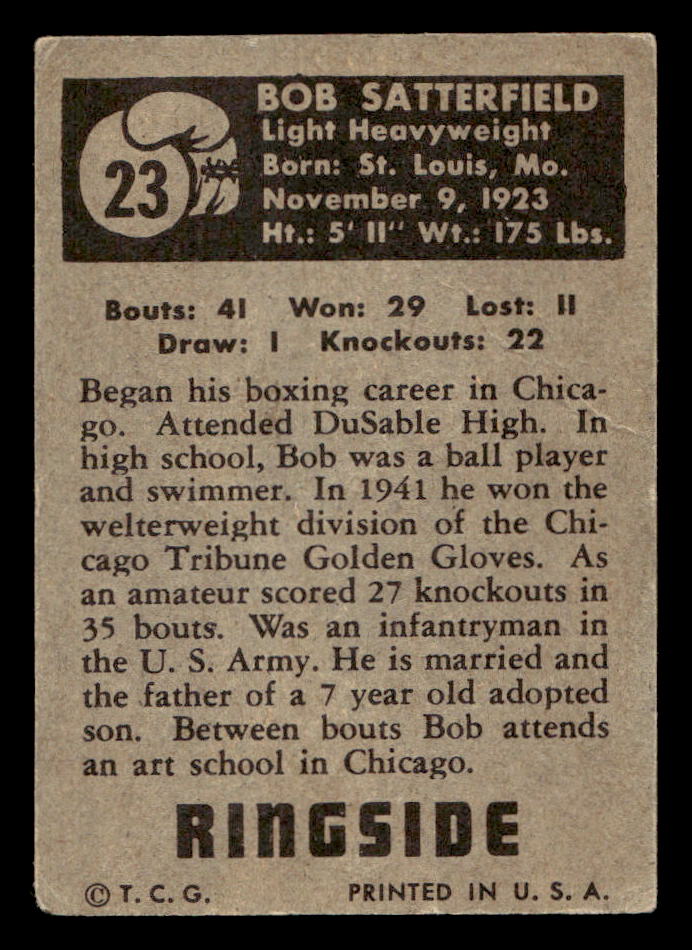 23
BOB SATTERFIELD
Light Heavyweight
Born: St. Louis, Mo.
November 9, 1923
Ht.: 5' 11" Wt.: 175 Lbs.
Bouts: 41 Won: 29 Lost: 11
Draw: 1 Knockouts: 22
Began his boxing career in Chica-
go. Attended DuSable High. In
high school, Bob was a ball player
and swimmer. In 1941 he won the
welterweight division of the Chi-
cago Tribune Golden Gloves. As
an amateur scored 27 knockouts in
35 bouts. Was an infantryman in
the U. S. Army. He is married and
the father of a 7 year old adopted
son. Between bouts Bob attends
an art school in Chicago.
RINGSIDE
© T. C. G. PRINTED IN U. S. A.